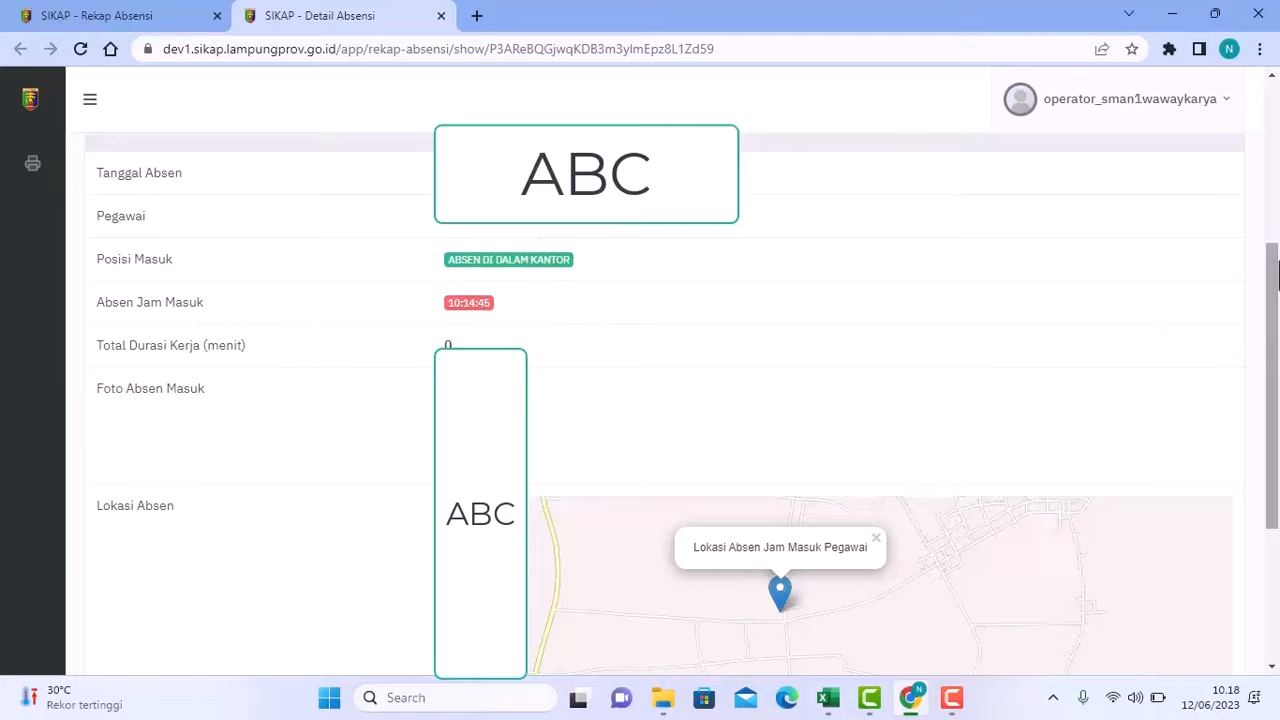 SIKAP - Rekap Absensi
SIKAP - Detail Absensi
dev1.sikap.lampungprov.go.id/app/rekap-absensi/show/P3AReBQGjwqKDB3m3ylmEpz8L1Zd59
N
operator_sman1wawaykarya
Tanggal Absen
ABC
Pegawai
Posisi Masuk
ABSEN DI DALAM KANTOR
Absen Jam Masuk
10:14:45
Total Durasi Kerja (menit)
0
Foto Absen Masuk
Lokasi Absen
ABC
Lokasi Absen Jam Masuk Pegawai
30°C
Rekor tertinggi
Search
N
10.18
12/06/2023